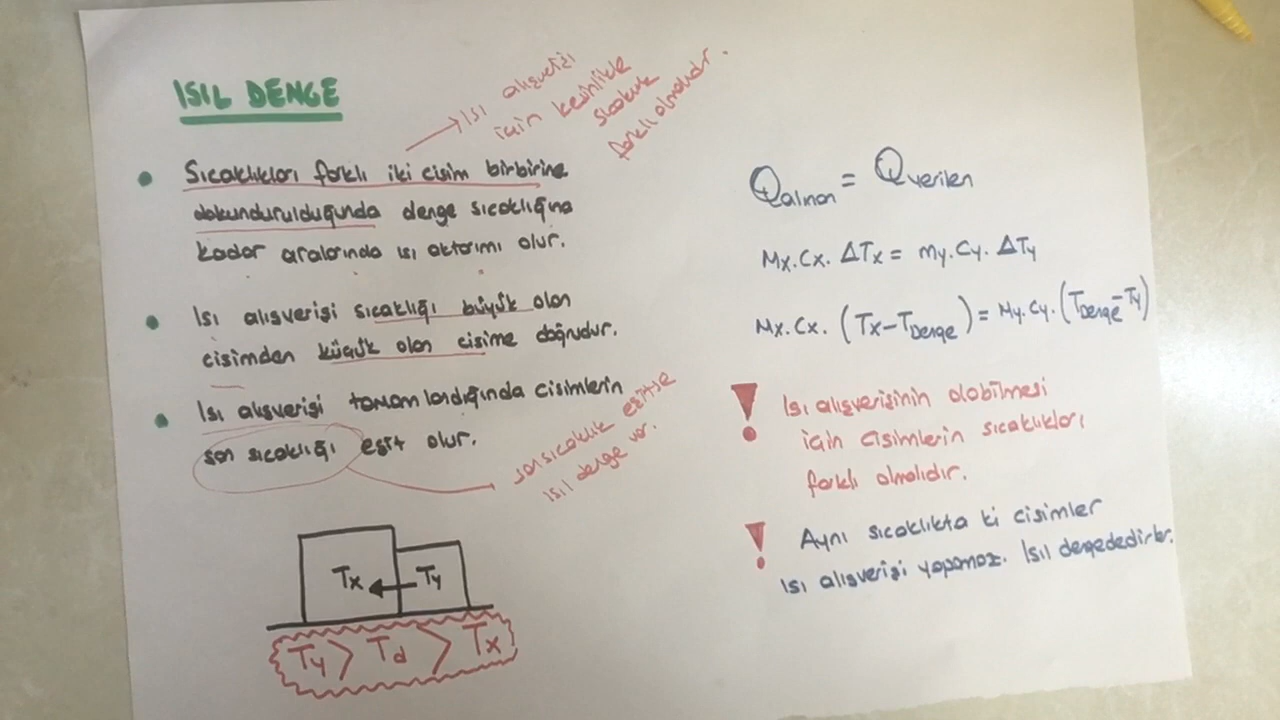 ISIL DENGE
Isı alışverişi
için kesinlikle
sıcaklık
farklı olmalıdır.
• Sıcaklıkları farklı iki cisim birbirine
dokundurulduğunda denge sıcaklığına
kadar aralarında ısı aktarımı olur.
• Isı alışverişi sıcaklığı büyük olan
cisimden küçük olan cisime doğrudur.
• Isı alışverişi tamamlandığında cisimlerin
son sıcaklığı eşit olur.
son sıcaklık eşitse
ısıl denge var.
Tx ← Ty
Ty > Td > Tx
Qalınan = Qverilen
Mx.Cx. ΔTx = My.Cy. ΔTy
Mx.Cx. (Tx-TDenge) = My.Cy. (TDenge-Ty)
! Isı alışverişinin olabilmesi
için cisimlerin sıcaklıkları
farklı olmalıdır.
! Aynı sıcaklıkta ki cisimler
ısı alışverişi yapamaz. Isıl dengededirler.